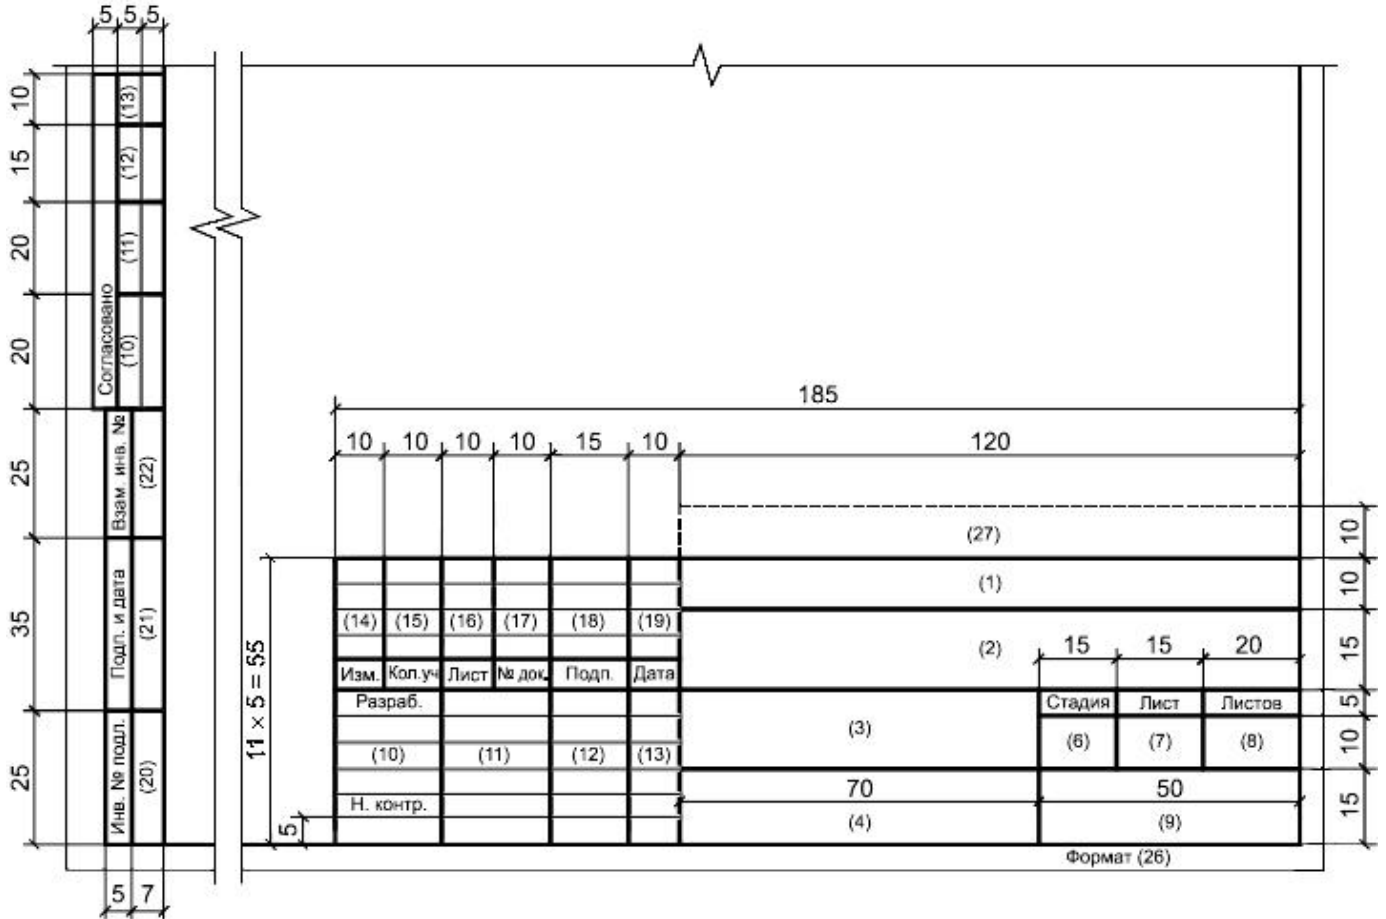 5 5 5
10
(13)
15
(12)
20
(11)
20
Согласовано
(10)
185
10 10 10 10 15 10 120
25
Взам. инв. №
(22)
(27)
10
(1)
10
35
Подп. и дата
(21)
11 × 5 = 55
(14) (15) (16) (17) (18) (19)
(2)
15 15 20
15
Изм. Кол.уч Лист № док. Подп. Дата
Разраб.
Стадия Лист Листов
5
(3)
(6) (7) (8)
10
(10) (11) (12) (13)
25
Инв. № подл.
(20)
70 50
15
Н. контр.
5
(4) (9)
Формат (26)
5 7